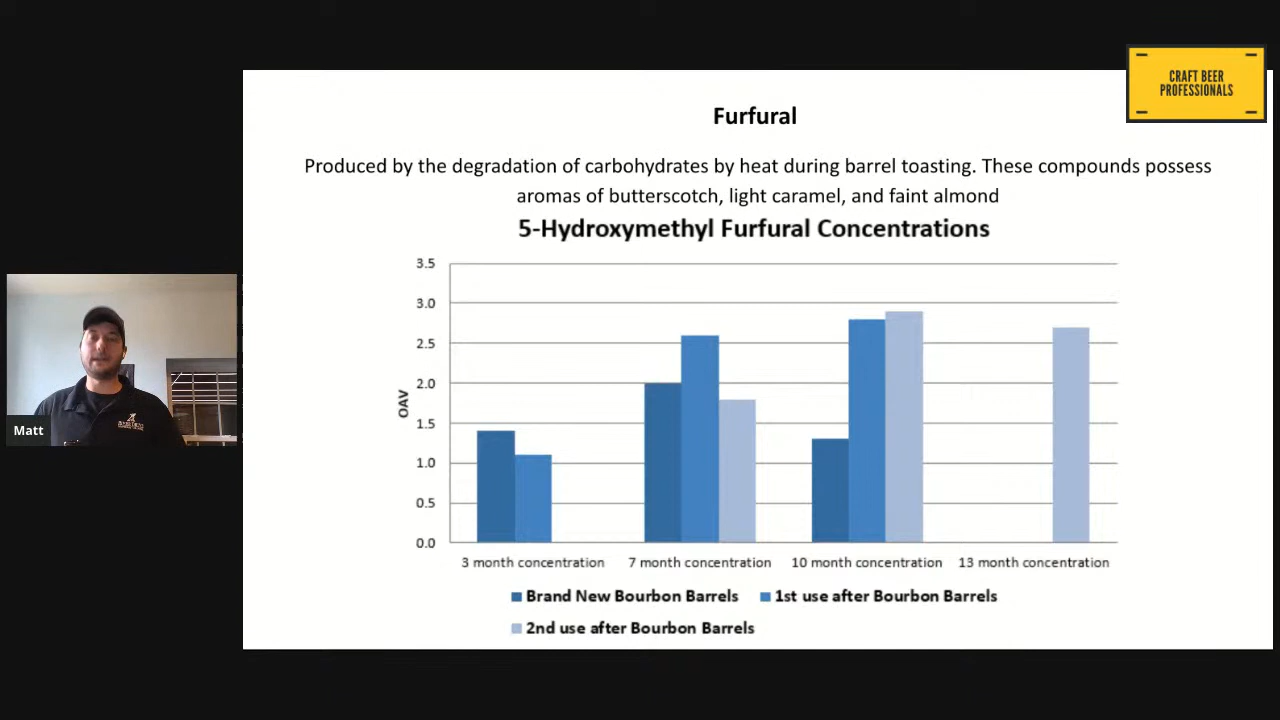 CRAFT BEER
PROFESSIONALS
Furfural
Produced by the degradation of carbohydrates by heat during barrel toasting. These compounds possess
aromas of butterscotch, light caramel, and faint almond
5-Hydroxymethyl Furfural Concentrations
3.5
3.0
2.5
2.0
1.5
1.0
0.5
0.0
OAV
3 month concentration
7 month concentration
10 month concentration
13 month concentration
Brand New Bourbon Barrels
1st use after Bourbon Barrels
2nd use after Bourbon Barrels
Matt